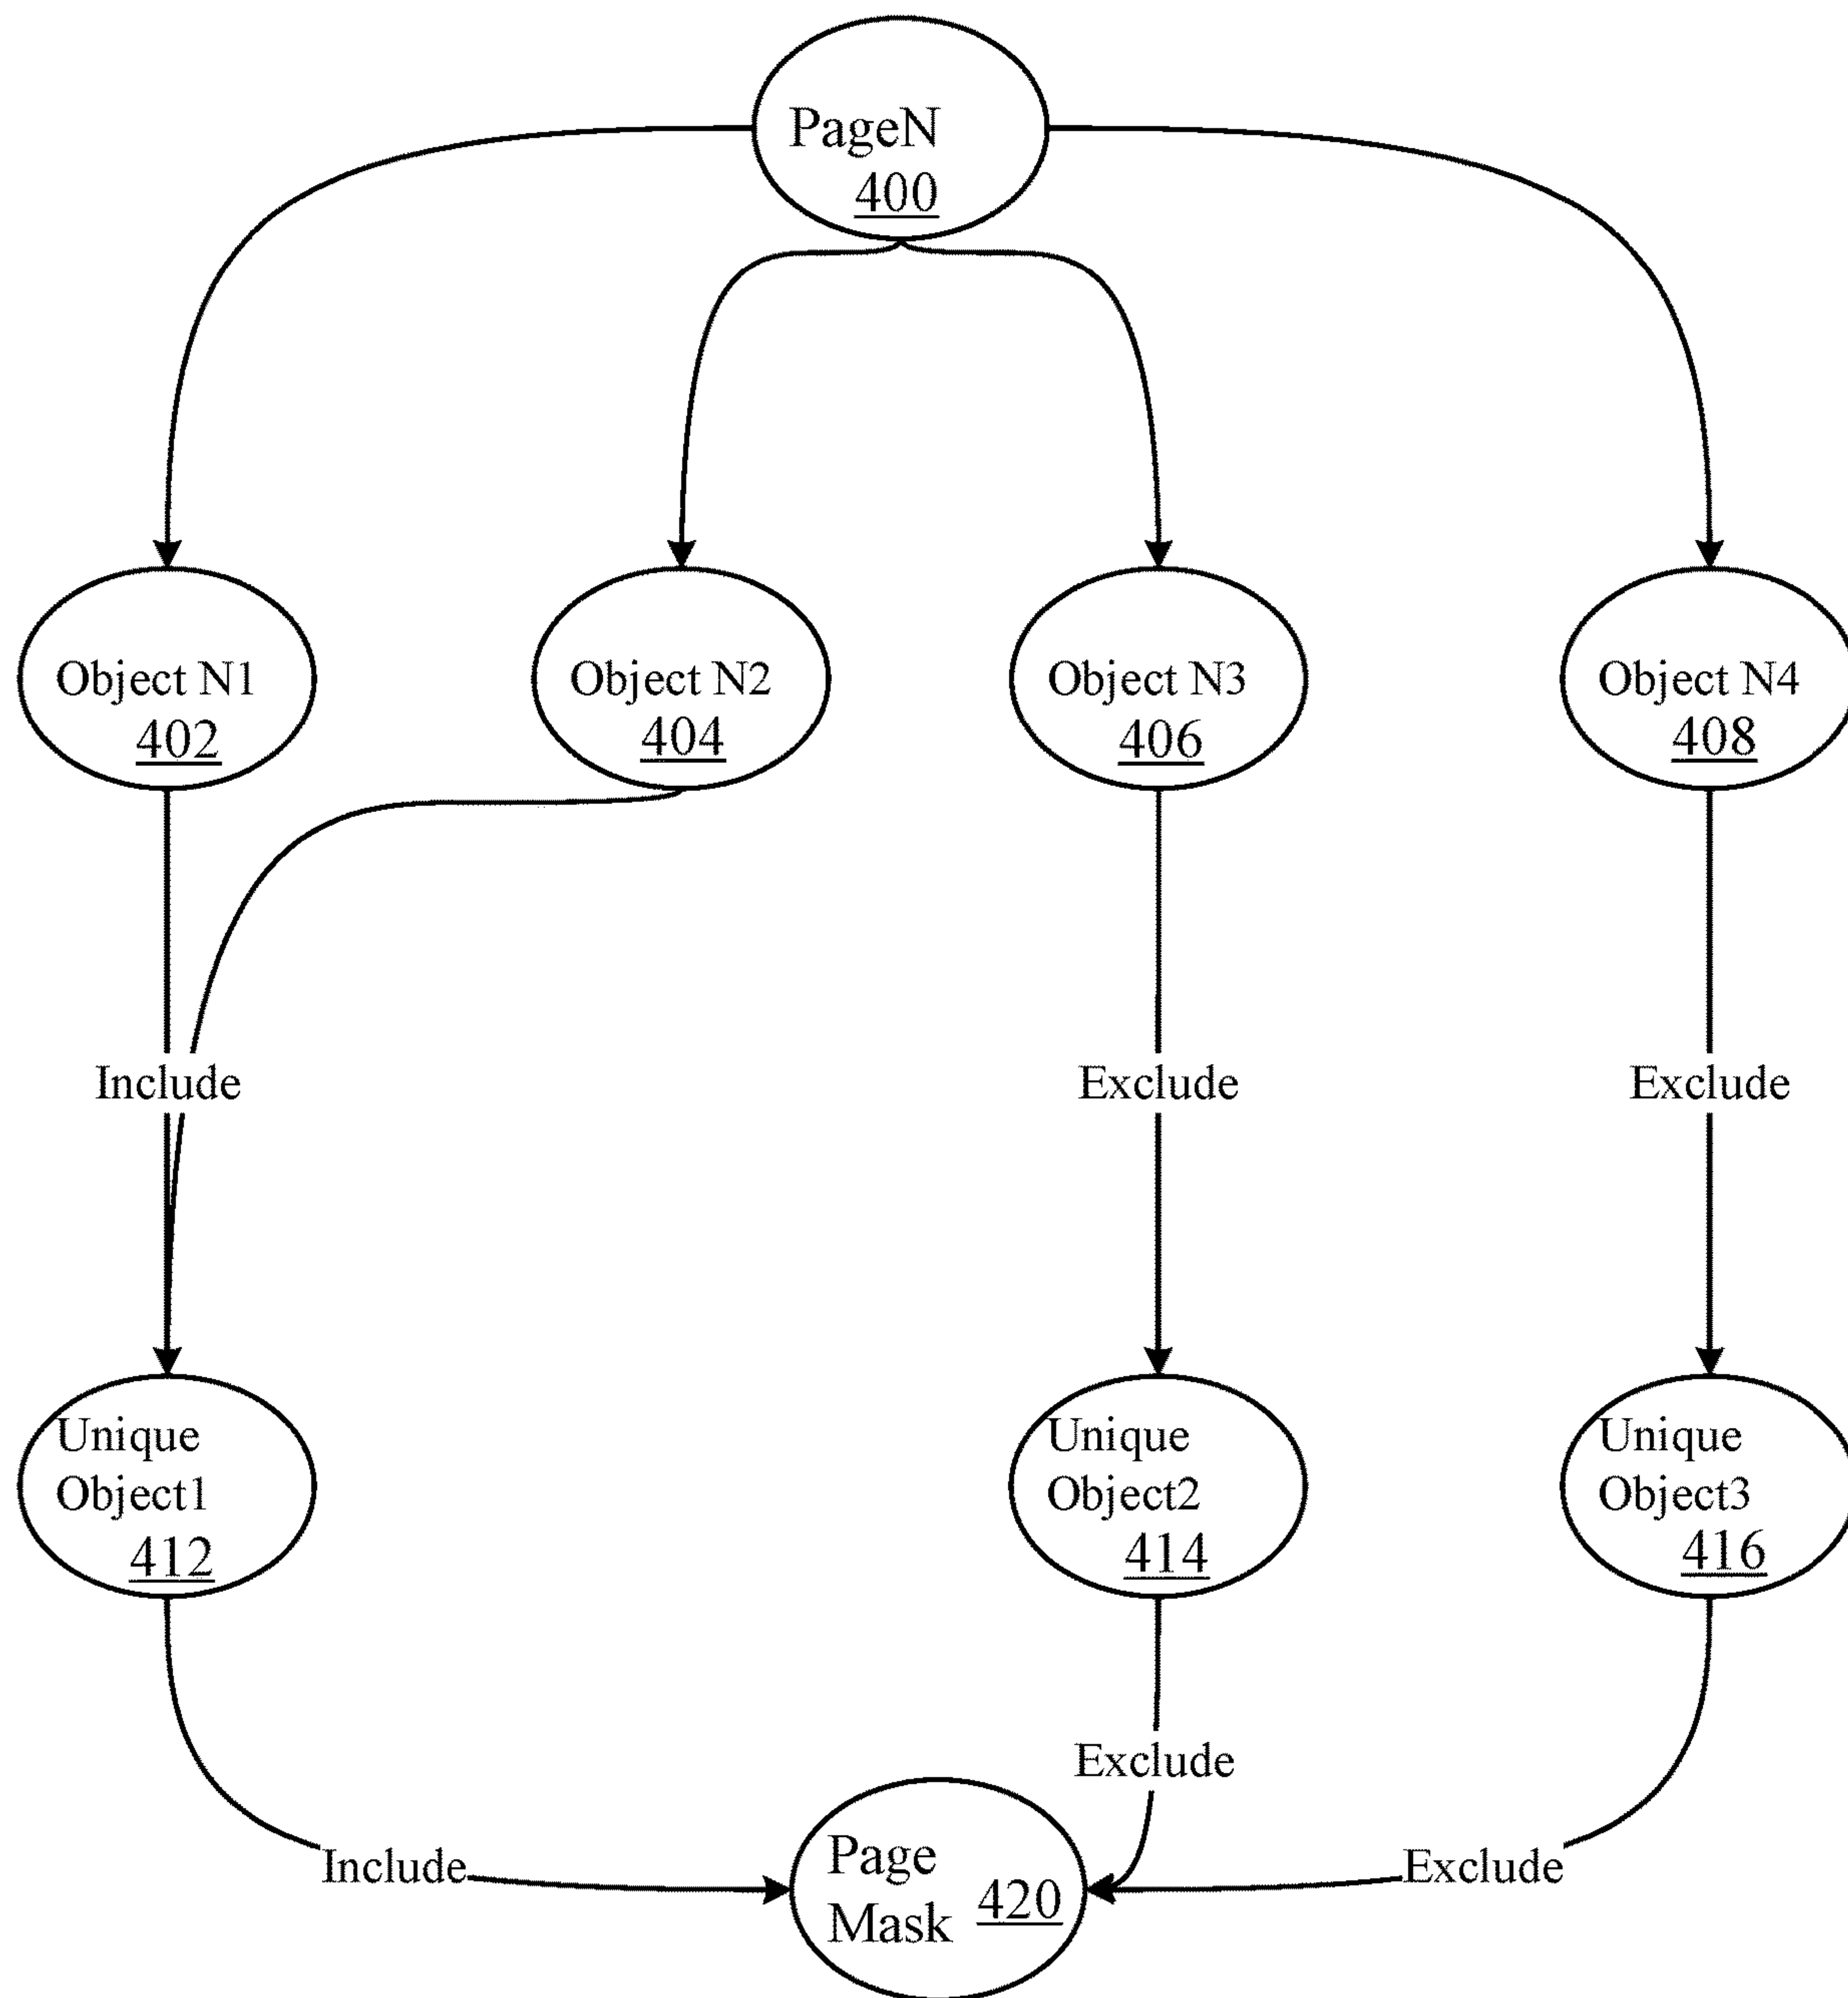 PageN
400
Object N1
402
Object N2
404
Object N3
406
Object N4
408
Include
Exclude
Exclude
Unique
Object1
412
Unique
Object2
414
Unique
Object3
416
Exclude
Include
Exclude
Page
Mask 420